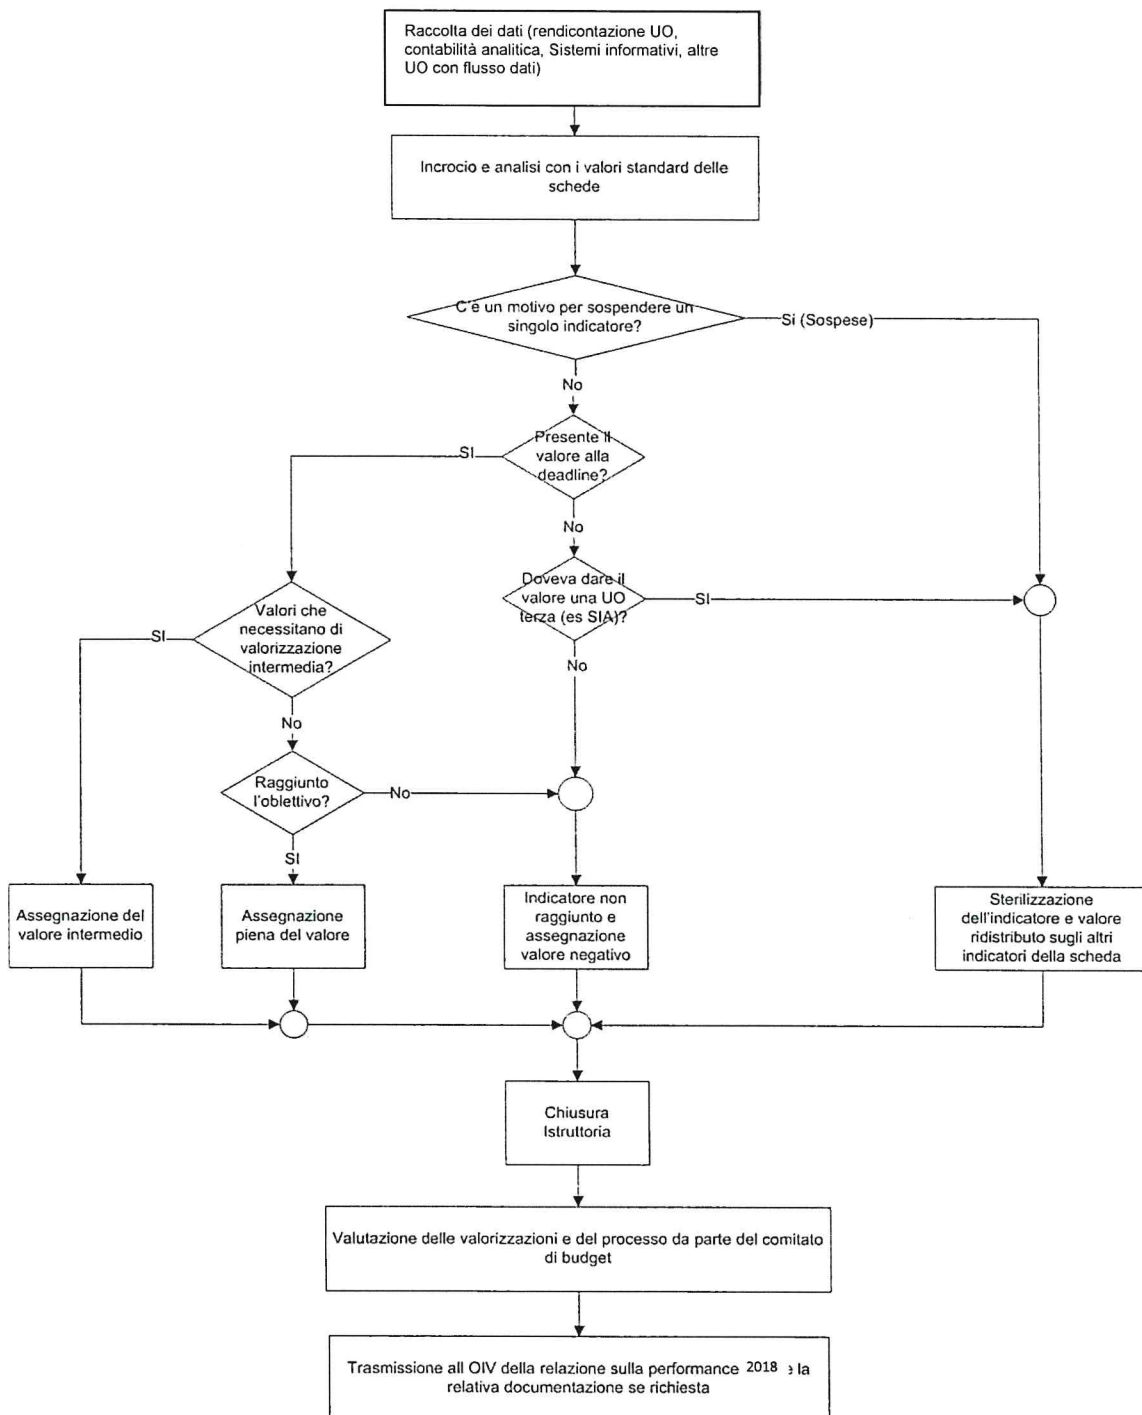 Raccolta dei dati (rendicontazione UO,
contabilità analitica, Sistemi informativi, altre
UO con flusso dati)
Incrocio e analisi con i valori standard delle
schede
C'è un motivo per sospendere un
singolo indicatore?
Si (Sospese)
No
Presente il
valore alla
deadline?
SI
No
Doveva dare il
valore una UO
terza (es SIA)?
SI
No
Valori che
necessitano di
valorizzazione
intermedia?
SI
No
Raggiunto
l'obiettivo?
No
SI
Assegnazione del
valore intermedio
Assegnazione
piena del valore
Indicatore non
raggiunto e
assegnazione
valore negativo
Sterilizzazione
dell'indicatore e valore
ridistribuito sugli altri
indicatori della scheda
Chiusura
Istruttoria
Valutazione delle valorizzazioni e del processo da parte del comitato
di budget
Trasmissione all OIV della relazione sulla performance 2018 la
relativa documentazione se richiesta